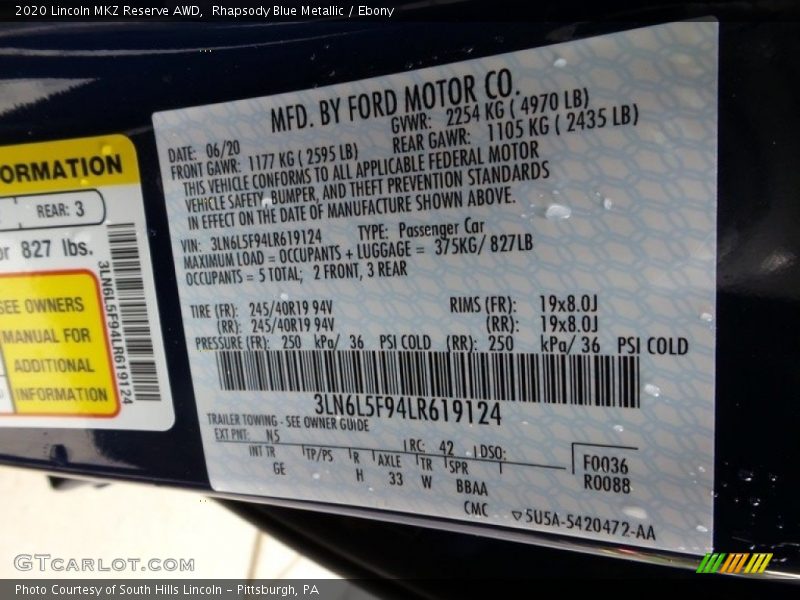 2020 Lincoln MKZ Reserve AWD,  Rhapsody Blue Metallic / Ebony
ORMATION
REAR: 3
or 827 lbs.
SEE OWNERS
MANUAL FOR
ADDITIONAL
INFORMATION
3LN6L5F94LR619124
MFD. BY FORD MOTOR CO.
DATE: 06/20
GVWR: 2254 KG ( 4970 LB)
FRONT GAWR: 1177 KG ( 2595 LB)
REAR GAWR: 1105 KG ( 2435 LB)
THIS VEHICLE CONFORMS TO ALL APPLICABLE FEDERAL MOTOR
VEHICLE SAFETY, BUMPER, AND THEFT PREVENTION STANDARDS
IN EFFECT ON THE DATE OF MANUFACTURE SHOWN ABOVE.
VIN: 3LN6L5F94LR619124 TYPE: Passenger Car
MAXIMUM LOAD = OCCUPANTS + LUGGAGE = 375KG/ 827LB
OCCUPANTS = 5 TOTAL; 2 FRONT, 3 REAR
TIRE (FR): 245/40R19 94V RIMS (FR): 19x8.0J
(RR): 245/40R19 94V (RR): 19x8.0J
PRESSURE (FR): 250 kPa/ 36 PSI COLD (RR): 250 kPa/ 36 PSI COLD
3LN6L5F94LR619124
TRAILER TOWING - SEE OWNER GUIDE
EXT PNT: N5 RC: 42 DSO:
INT TR TP/PS R AXLE TR SPR
GE H 33 W BBAA
CMC
F0036
R0088
▽5U5A-5420472-AA
GTcarlot.com
Photo Courtesy of South Hills Lincoln - Pittsburgh, PA